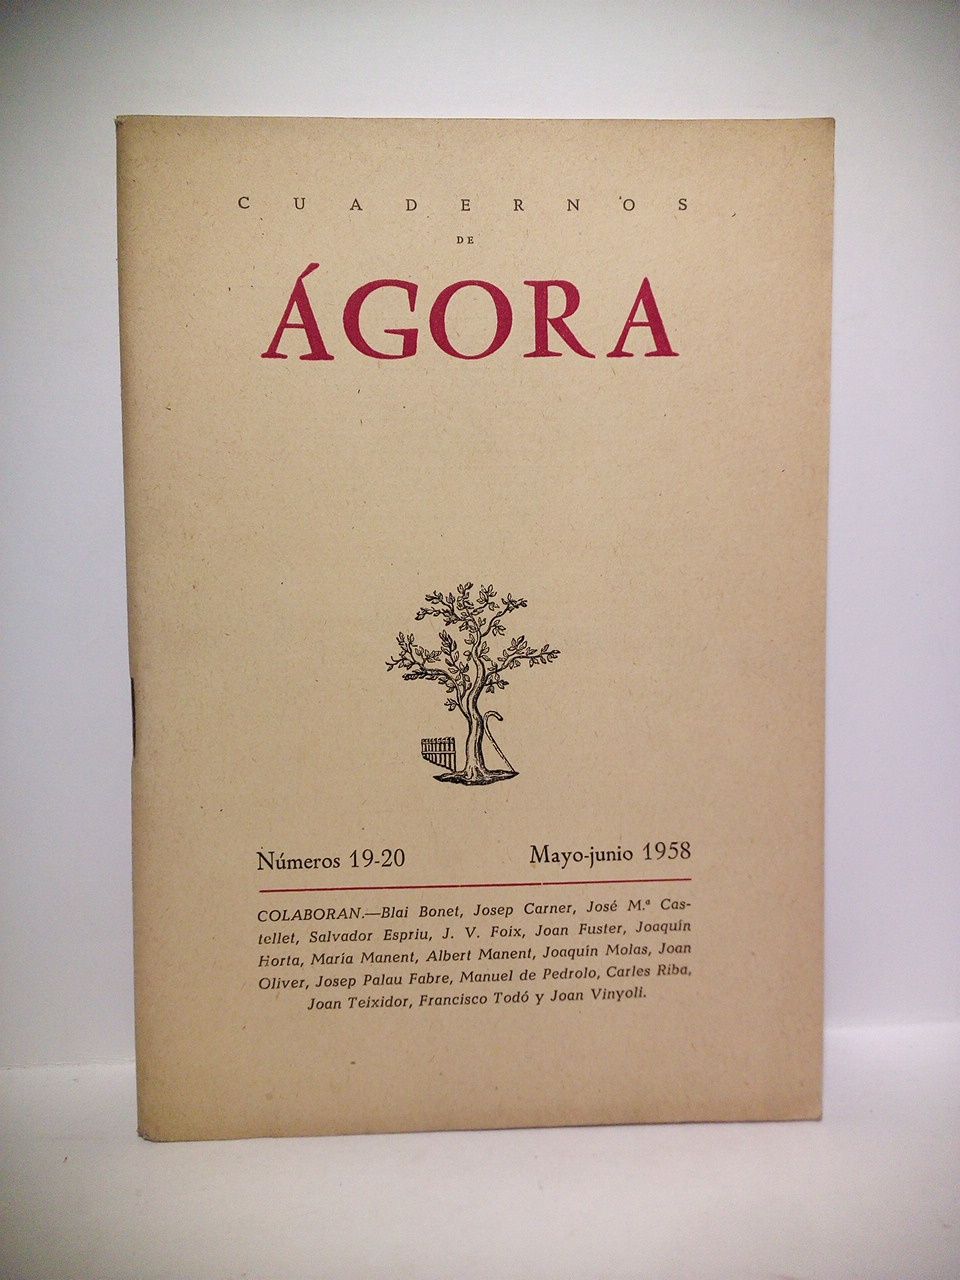 CUADERNOS
DE
ÁGORA
Números 19-20 Mayo-junio 1958
COLABORAN.—Blai Bonet, Josep Carner, José M.ª Cas-
tellet, Salvador Espriu, J. V. Foix, Joan Fuster, Joaquín
Horta, María Manent, Albert Manent, Joaquín Molas, Joan
Oliver, Josep Palau Fabre, Manuel de Pedrolo, Carles Riba,
Joan Teixidor, Francisco Todó y Joan Vinyoli.